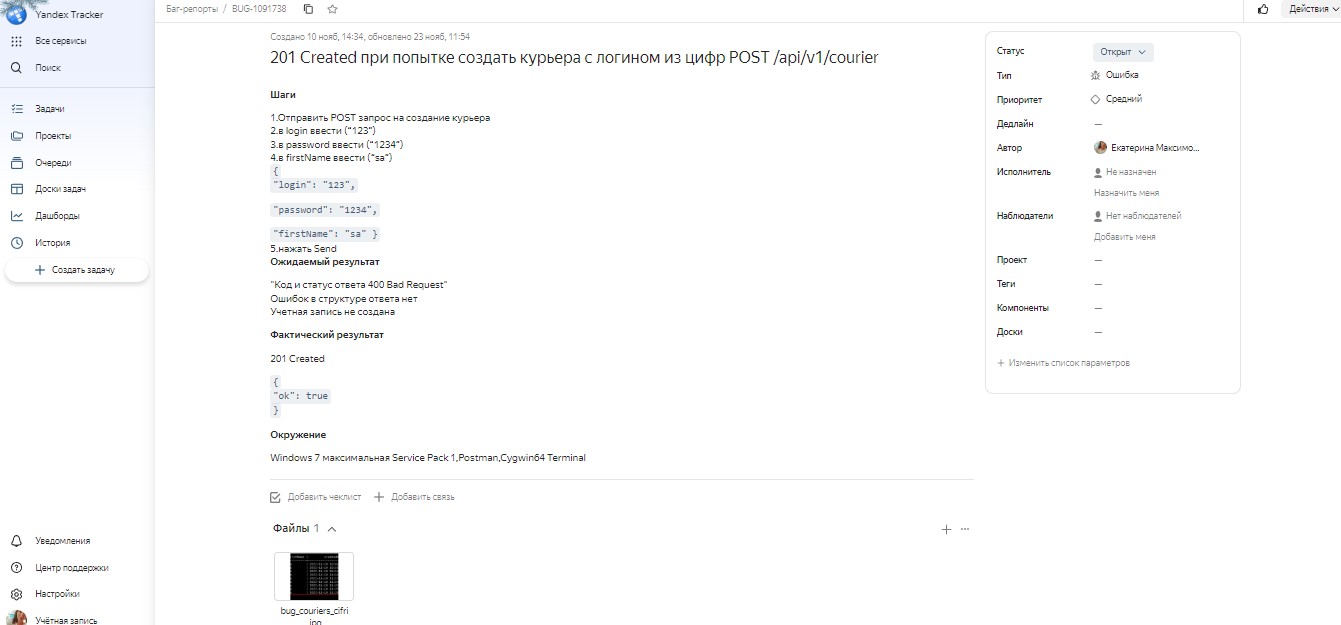 Yandex Tracker
Все сервисы
Поиск
Задачи
Проекты
Очереди
Доски задач
Дашборды
История
+ Создать задачу
Уведомления
Центр поддержки
Настройки
Учётная запись
Баг-репорты / BUG-1091738
Действия
Создано 10 нояб, 14:34, обновлено 23 нояб, 11:54
201 Created при попытке создать курьера с логином из цифр POST /api/v1/courier
Шаги
1.Отправить POST запрос на создание курьера
2.в login ввести ("123")
3.в password ввести ("1234")
4.в firstName ввести ("sa")
{
"login": "123",
"password": "1234",
"firstName": "sa" }
5.нажать Send
Ожидаемый результат
"Код и статус ответа 400 Bad Request"
Ошибок в структуре ответа нет
Учетная запись не создана
Фактический результат
201 Created
{
"ok": true
}
Окружение
Windows 7 максимальная Service Pack 1,Postman,Cygwin64 Terminal
Добавить чеклист + Добавить связь
Файлы 1
bug_couriers_cifri
.jpg
Статус Открыт
Тип Ошибка
Приоритет Средний
Дедлайн —
Автор Екатерина Максимо...
Исполнитель Не назначен
Назначить меня
Наблюдатели Нет наблюдателей
Добавить меня
Проект —
Теги —
Компоненты —
Доски —
+ Изменить список параметров